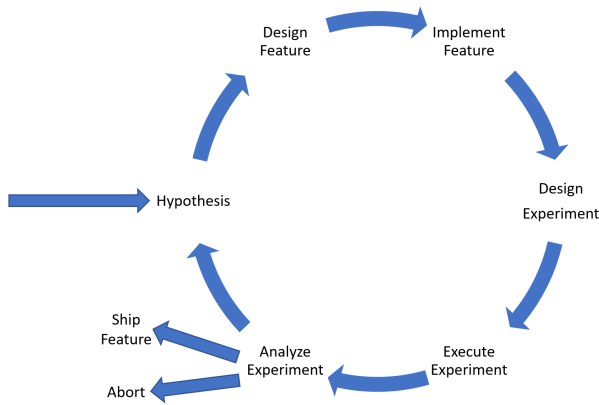 Design
Feature
Implement
Feature
Hypothesis
Design
Experiment
Ship
Feature
Analyze
Experiment
Execute
Experiment
Abort